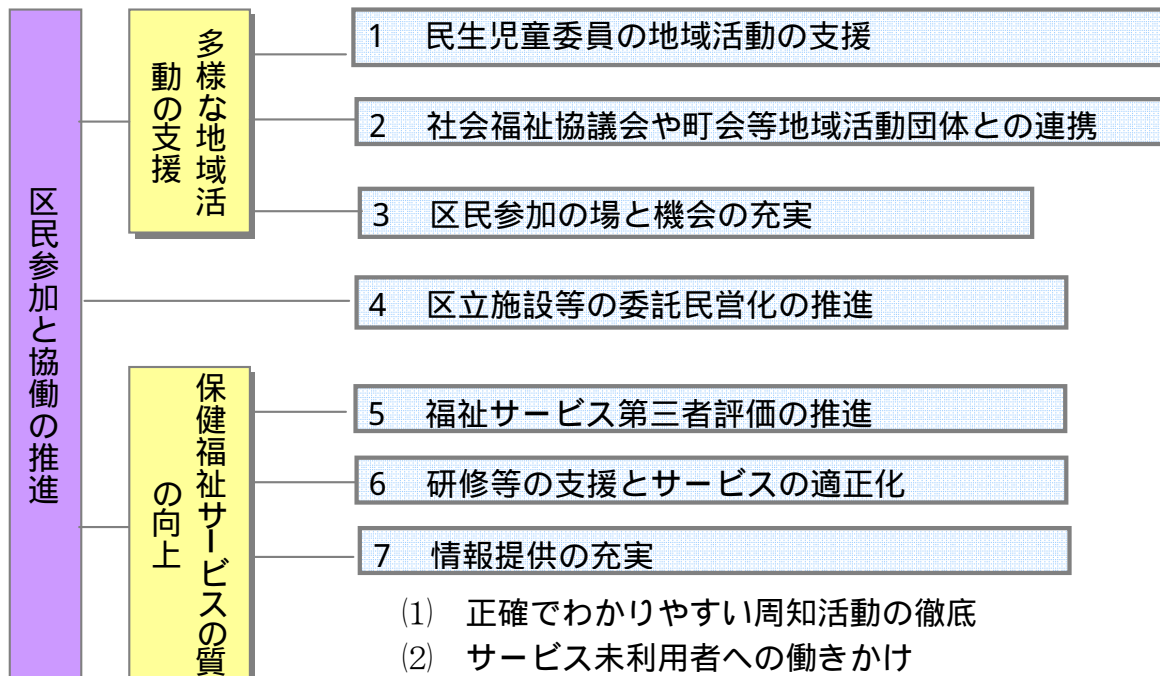 区民参加と協働の推進
多様な地域活
動の支援
1 民生児童委員の地域活動の支援
2 社会福祉協議会や町会等地域活動団体との連携
3 区民参加の場と機会の充実
4 区立施設等の委託民営化の推進
保健福祉サービスの質
の向上
5 福祉サービス第三者評価の推進
6 研修等の支援とサービスの適正化
7 情報提供の充実
⑴ 正確でわかりやすい周知活動の徹底
⑵ サービス未利用者への働きかけ